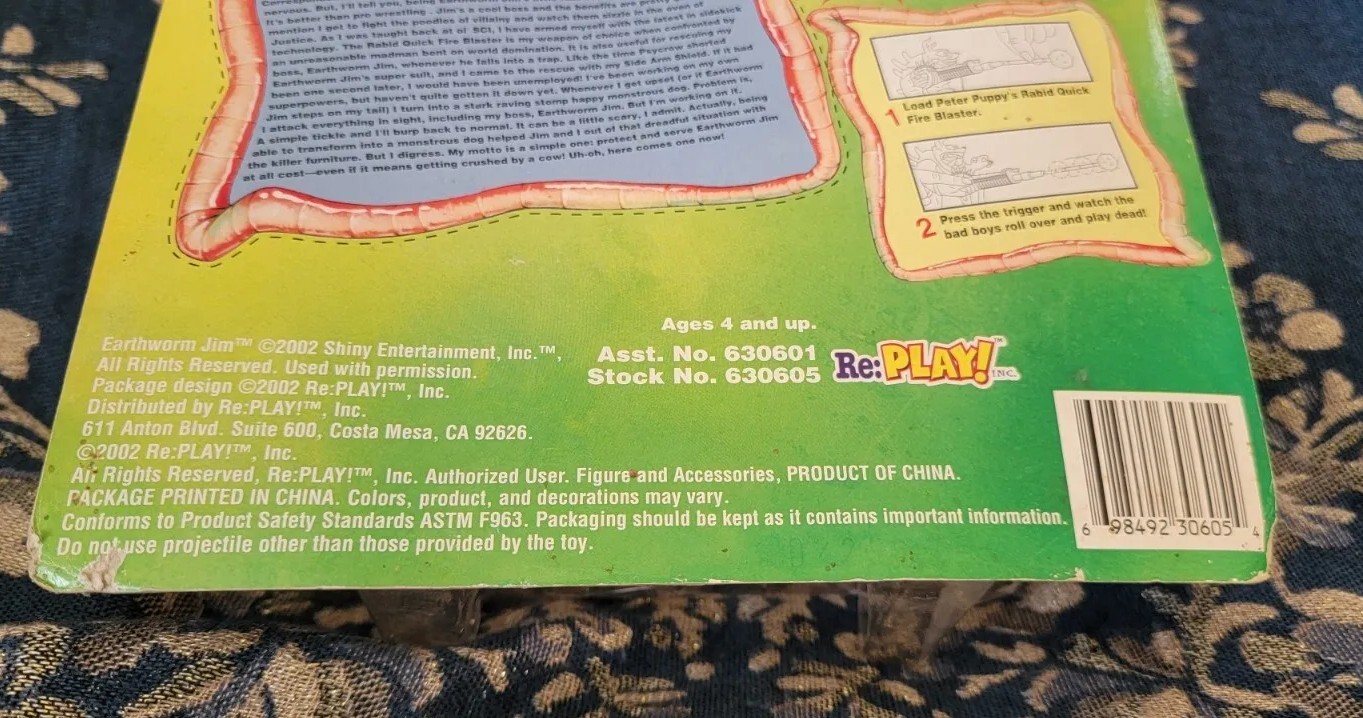 nervous. But, I'll tell you, being
It's better than pro wrestling. Jim's a cool boss and the benefits are
mention I get to fight the poodles of villainy and watch them sizzle in the oven of
Justice. As I was taught back at ol' SCI, I have armed myself with the latest in sidekick
technology. The Rabid Quick Fire Blaster is my weapon of choice when confronted by
an unreasonable madman bent on world domination. It is also useful for rescuing my
boss, Earthworm Jim, whenever he falls into a trap. Like the time Psycrow shorted
Earthworm Jim's super suit, and I came to the rescue with my Side Arm Shield. If it had
been one second later, I would have been unemployed! I've been working on my own
superpowers, but haven't quite gotten it down yet. Whenever I get upset (or if Earthworm
Jim steps on my tail) I turn into a stark raving stomp happy monstrous dog. Problem is,
I attack everything in sight, including my boss, Earthworm Jim. But I'm working on it.
A simple tickle and I'll burp back to normal. It can be a little scary, I admit. Actually, being
able to transform into a monstrous dog helped Jim and I out of that dreadful situation with
the killer furniture. But I digress. My motto is a simple one: protect and serve Earthworm Jim
at all cost—even if it means getting crushed by a cow! Uh-oh, here comes one now!
1 Load Peter Puppy's Rabid Quick
Fire Blaster.
2 Press the trigger and watch the
bad boys roll over and play dead!
Ages 4 and up.
Asst. No. 630601
Stock No. 630605
Re:PLAY!™ INC.
Earthworm Jim™ ©2002 Shiny Entertainment, Inc.™,
All Rights Reserved. Used with permission.
Package design ©2002 Re:PLAY!™, Inc.
Distributed by Re:PLAY!™, Inc.
611 Anton Blvd. Suite 600, Costa Mesa, CA 92626.
©2002 Re:PLAY!™, Inc.
All Rights Reserved, Re:PLAY!™, Inc. Authorized User. Figure and Accessories, PRODUCT OF CHINA.
PACKAGE PRINTED IN CHINA. Colors, product, and decorations may vary.
Conforms to Product Safety Standards ASTM F963. Packaging should be kept as it contains important information.
Do not use projectile other than those provided by the toy.
6 98492 30605 4